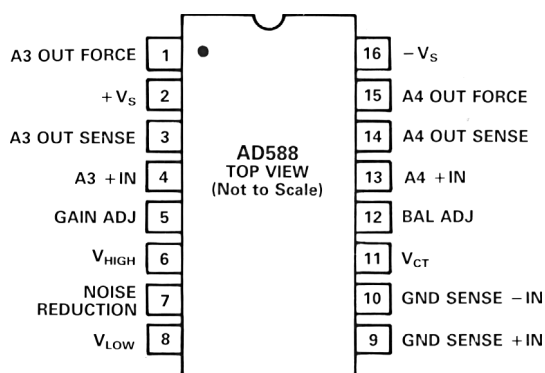 A3 OUT FORCE 1
+VS 2
A3 OUT SENSE 3
A3 +IN 4
GAIN ADJ 5
VHIGH 6
NOISE
REDUCTION 7
VLOW 8
AD588
TOP VIEW
(Not to Scale)
16 −VS
15 A4 OUT FORCE
14 A4 OUT SENSE
13 A4 +IN
12 BAL ADJ
11 VCT
10 GND SENSE −IN
9 GND SENSE +IN